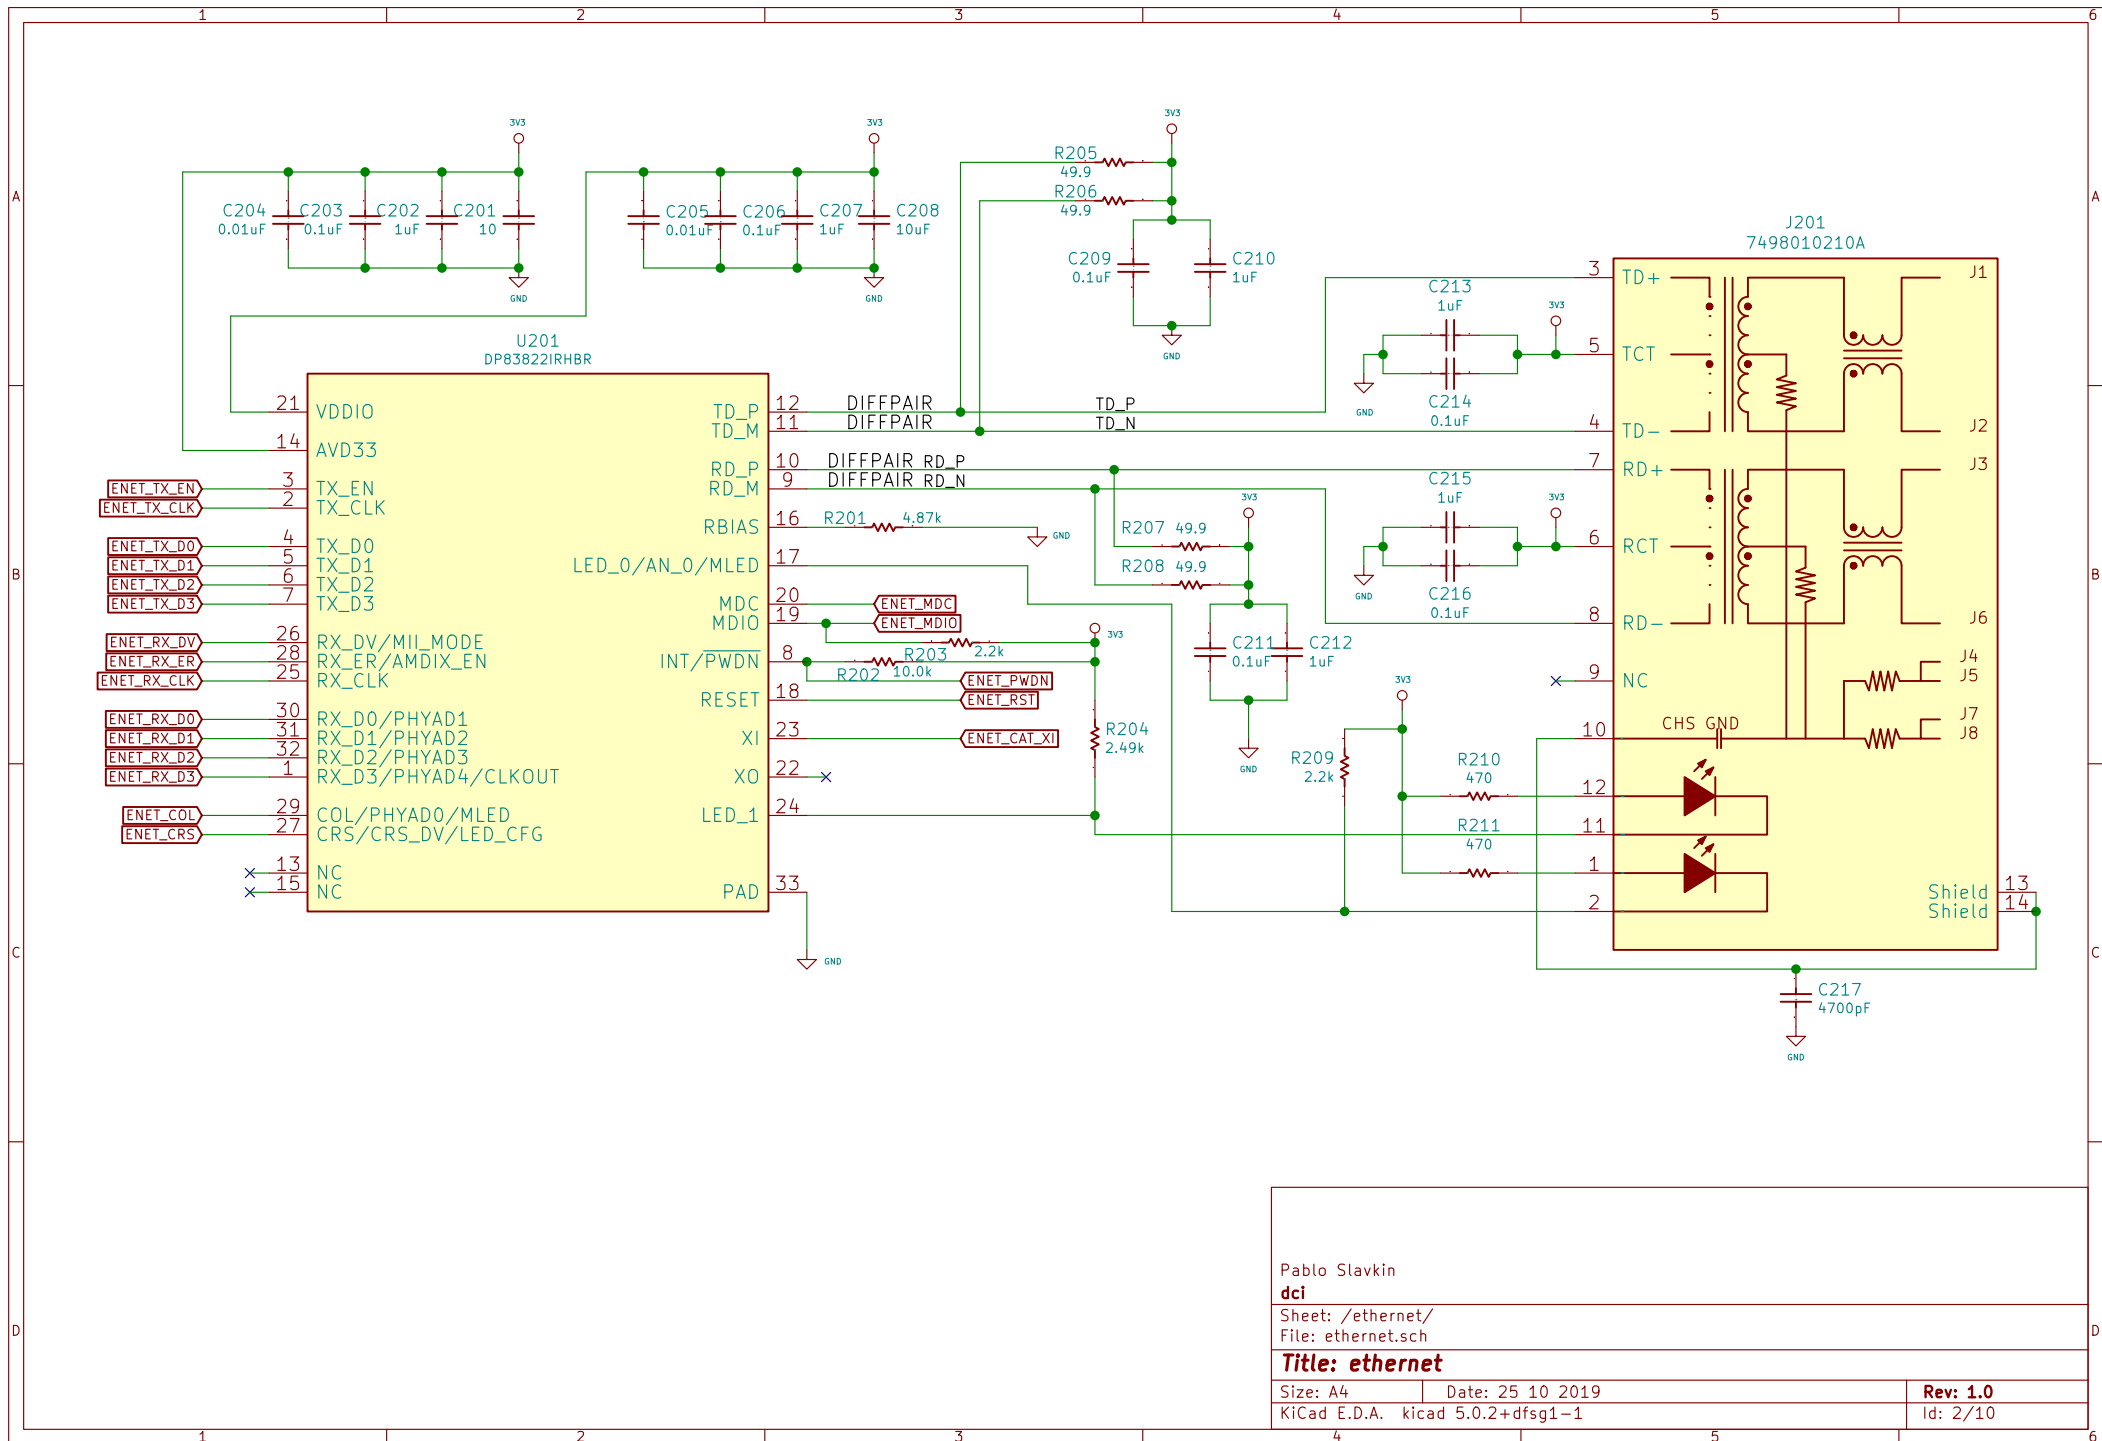 1 2 3 4 5 6
A A
B B
C C
D D
3V3
C204
0.01uF
C203
0.1uF
C202
1uF
C201
10
GND
3V3
C205
0.01uF
C206
0.1uF
C207
1uF
C208
10uF
GND
3V3
R205
49.9
R206
49.9
C209
0.1uF
C210
1uF
GND
U201
DP83822IRHBR
21 VDDIO
14 AVD33
ENET_TX_EN 3 TX_EN
ENET_TX_CLK 2 TX_CLK
ENET_TX_D0 4 TX_D0
ENET_TX_D1 5 TX_D1
ENET_TX_D2 6 TX_D2
ENET_TX_D3 7 TX_D3
ENET_RX_DV 26 RX_DV/MII_MODE
ENET_RX_ER 28 RX_ER/AMDIX_EN
ENET_RX_CLK 25 RX_CLK
ENET_RX_D0 30 RX_D0/PHYAD1
ENET_RX_D1 31 RX_D1/PHYAD2
ENET_RX_D2 32 RX_D2/PHYAD3
ENET_RX_D3 1 RX_D3/PHYAD4/CLKOUT
ENET_COL 29 COL/PHYAD0/MLED
ENET_CRS 27 CRS/CRS_DV/LED_CFG
13 NC
15 NC
TD_P 12 DIFFPAIR TD_P
TD_M 11 DIFFPAIR TD_N
RD_P 10 DIFFPAIR RD_P
RD_M 9 DIFFPAIR RD_N
RBIAS 16 R201 4.87k GND
LED_0/AN_0/MLED 17
MDC 20 ENET_MDC
MDIO 19 ENET_MDIO
INT/PWDN 8
R203 2.2k
R202 10.0k
3V3
ENET_PWDN
RESET 18 ENET_RST
XI 23 ENET_CAT_XI
XO 22
LED_1 24
PAD 33
GND
R204
2.49k
3V3
R207 49.9
R208 49.9
C211
0.1uF
C212
1uF
GND
C213
1uF
3V3
C214
0.1uF
GND
C215
1uF
3V3
C216
0.1uF
GND
3V3
R209
2.2k
R210
470
R211
470
J201
7498010210A
3 TD+ J1
5 TCT
4 TD- J2
7 RD+ J3
6 RCT
8 RD- J6
9 NC
J4
J5
J7
J8
10 CHS GND
12
11
1
2
Shield 13
Shield 14
C217
4700pF
GND
Pablo Slavkin
dci
Sheet: /ethernet/
File: ethernet.sch
Title: ethernet
Size: A4 Date: 25 10 2019 Rev: 1.0
KiCad E.D.A. kicad 5.0.2+dfsg1-1 Id: 2/10
1 2 3 4 5 6